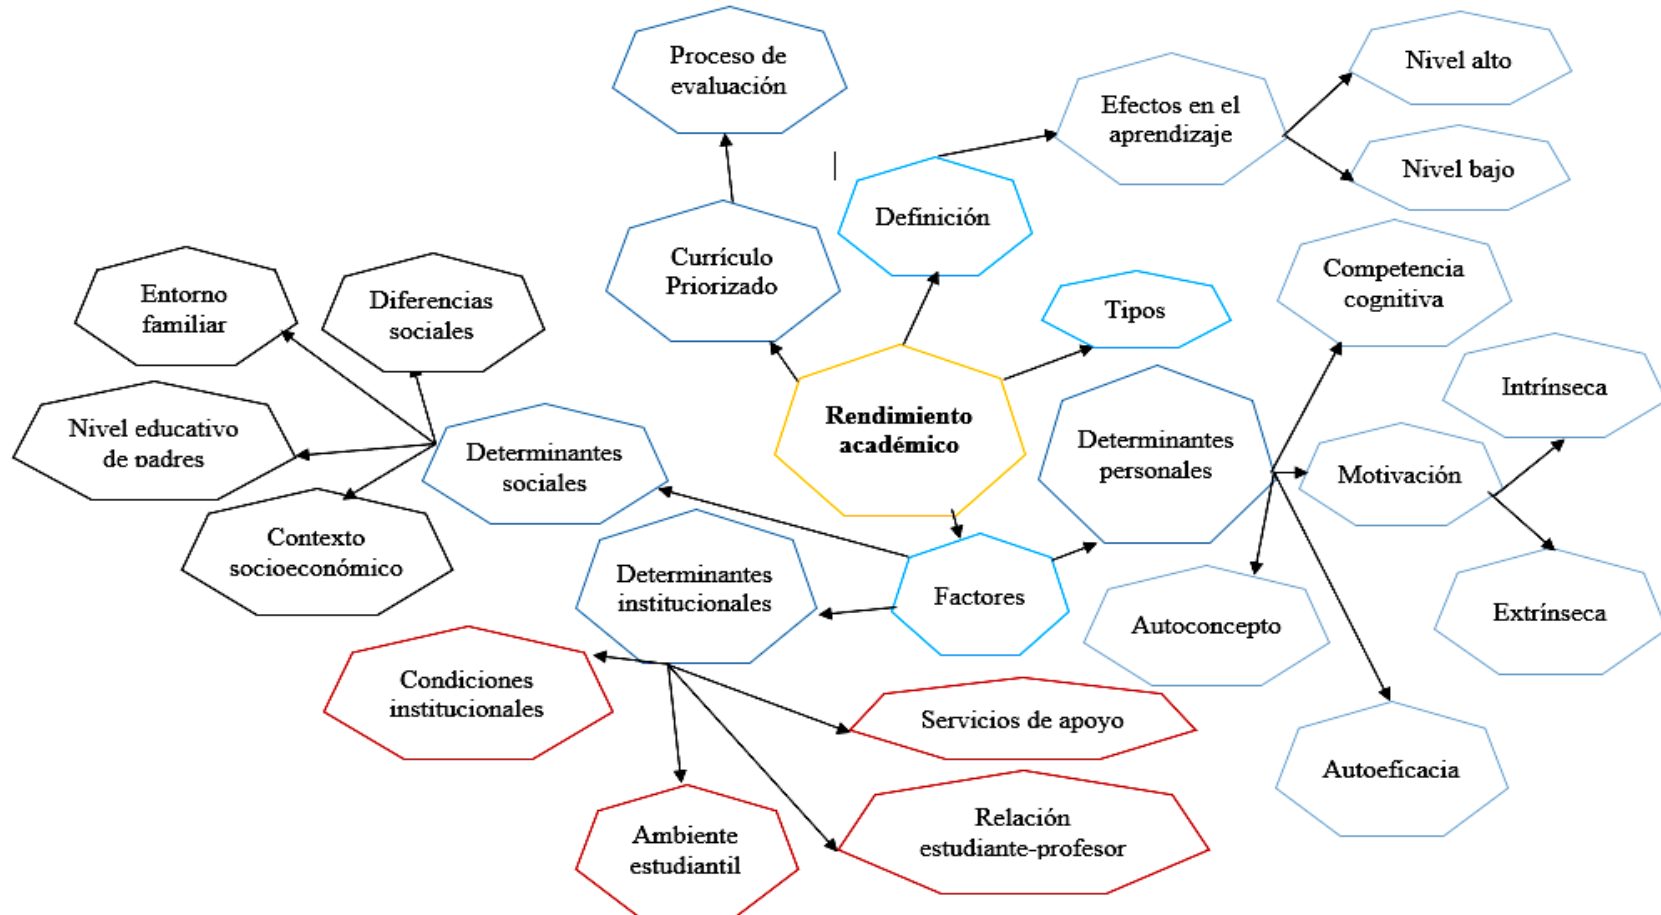 Proceso de
evaluación
Nivel alto
Efectos en el
aprendizaje
Nivel bajo
Definición
Currículo
Priorizado
Competencia
cognitiva
Entorno
familiar
Diferencias
sociales
Tipos
Intrínseca
Rendimiento
académico
Nivel educativo
de padres
Determinantes
sociales
Determinantes
personales
Motivación
Contexto
socioeconómico
Determinantes
institucionales
Factores
Autoconcepto
Extrínseca
Condiciones
institucionales
Servicios de apoyo
Autoeficacia
Ambiente
estudiantil
Relación
estudiante-profesor